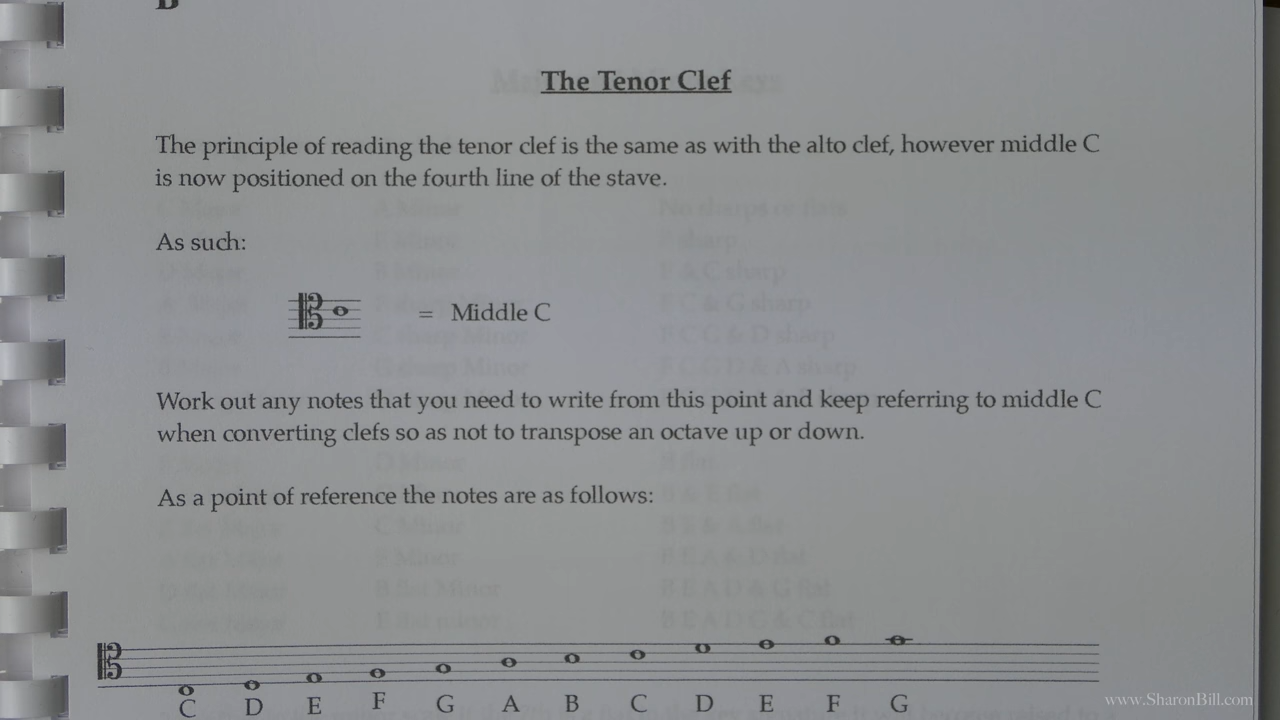 B
The Tenor Clef
The principle of reading the tenor clef is the same as with the alto clef, however middle C
is now positioned on the fourth line of the stave.
As such:
= Middle C
Work out any notes that you need to write from this point and keep referring to middle C
when converting clefs so as not to transpose an octave up or down.
As a point of reference the notes are as follows:
C D E F G A B C D E F G
www.SharonBill.com